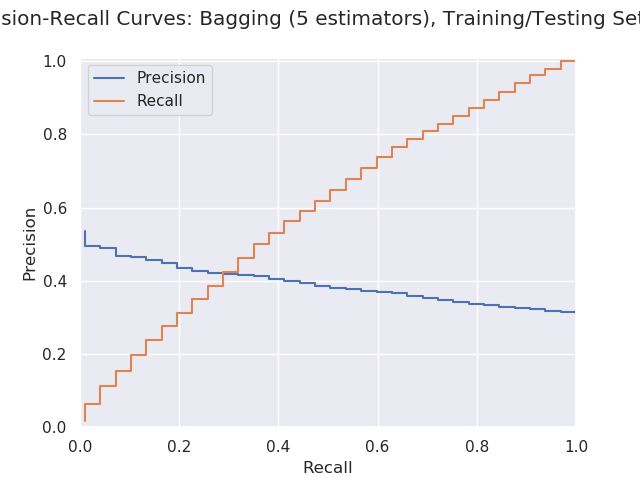 sion-Recall Curves: Bagging (5 estimators), Training/Testing Set
Precision
Recall
1.0
0.8
0.6
0.4
0.2
0.0
Precision
0.0 0.2 0.4 0.6 0.8 1.0
Recall